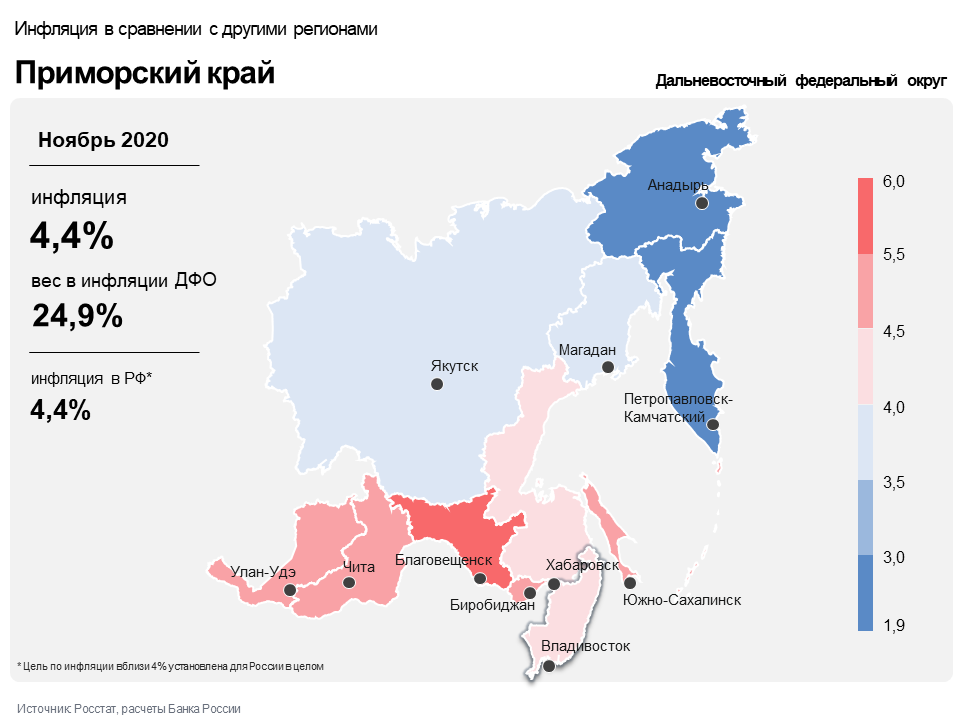 Инфляция в сравнении с другими регионами
Приморский край
Дальневосточный федеральный округ
Ноябрь 2020
инфляция
4,4%
вес в инфляции ДФО
24,9%
инфляция в РФ*
4,4%
Анадырь
Магадан
Якутск
Петропавловск-
Камчатский
Благовещенск
Хабаровск
Чита
Улан-Удэ
Биробиджан
Южно-Сахалинск
Владивосток
6,0
5,5
4,5
4,0
3,5
3,0
1,9
* Цель по инфляции вблизи 4% установлена для России в целом
Источник: Росстат, расчеты Банка России